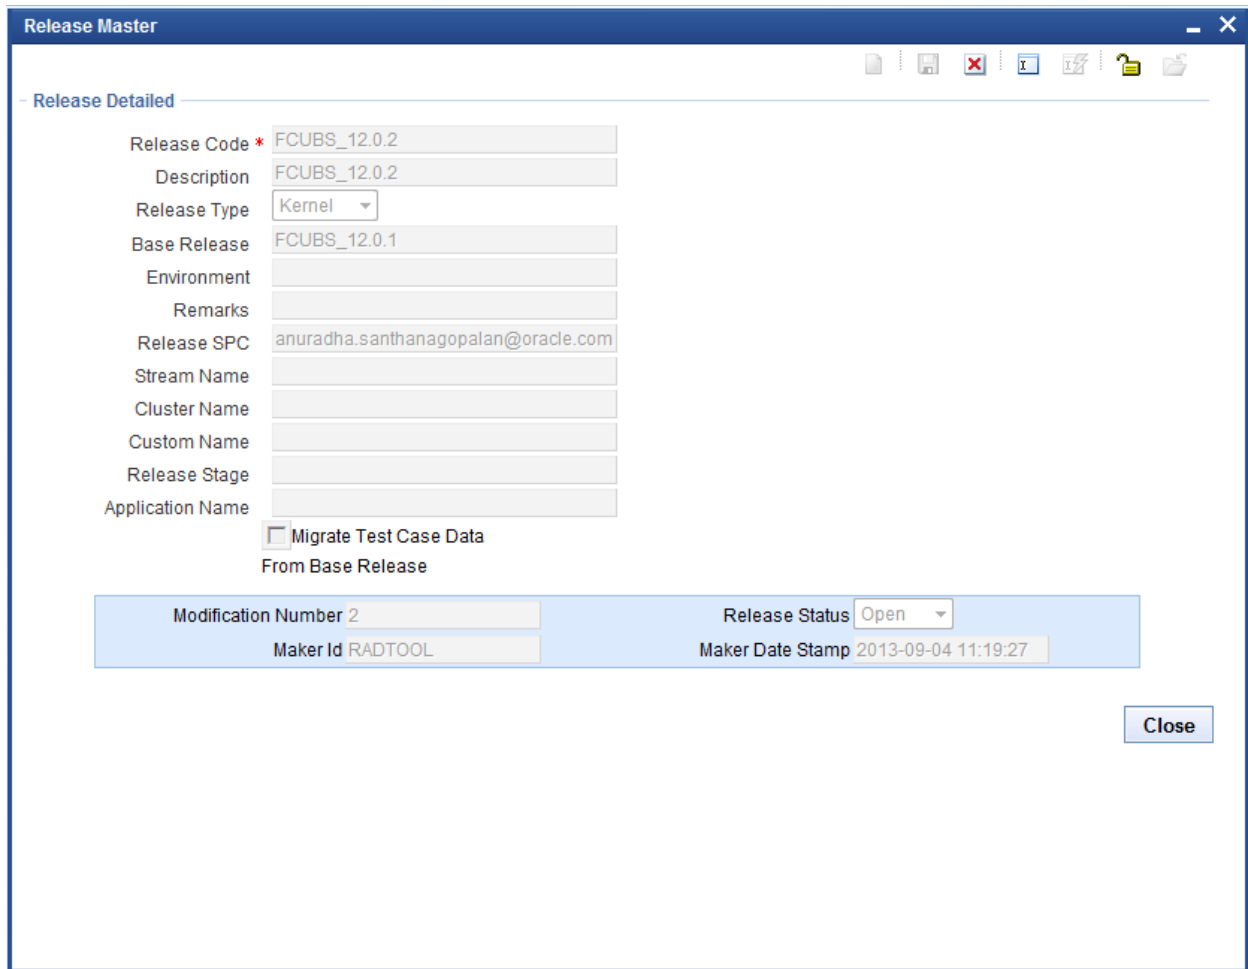 Release Master
Release Detailed
Release Code * FCUBS_12.0.2
Description FCUBS_12.0.2
Release Type Kernel
Base Release FCUBS_12.0.1
Environment
Remarks
Release SPC anuradha.santhanagopalan@oracle.com
Stream Name
Cluster Name
Custom Name
Release Stage
Application Name
Migrate Test Case Data
From Base Release
Modification Number 2 Release Status Open
Maker Id RADTOOL Maker Date Stamp 2013-09-04 11:19:27
Close